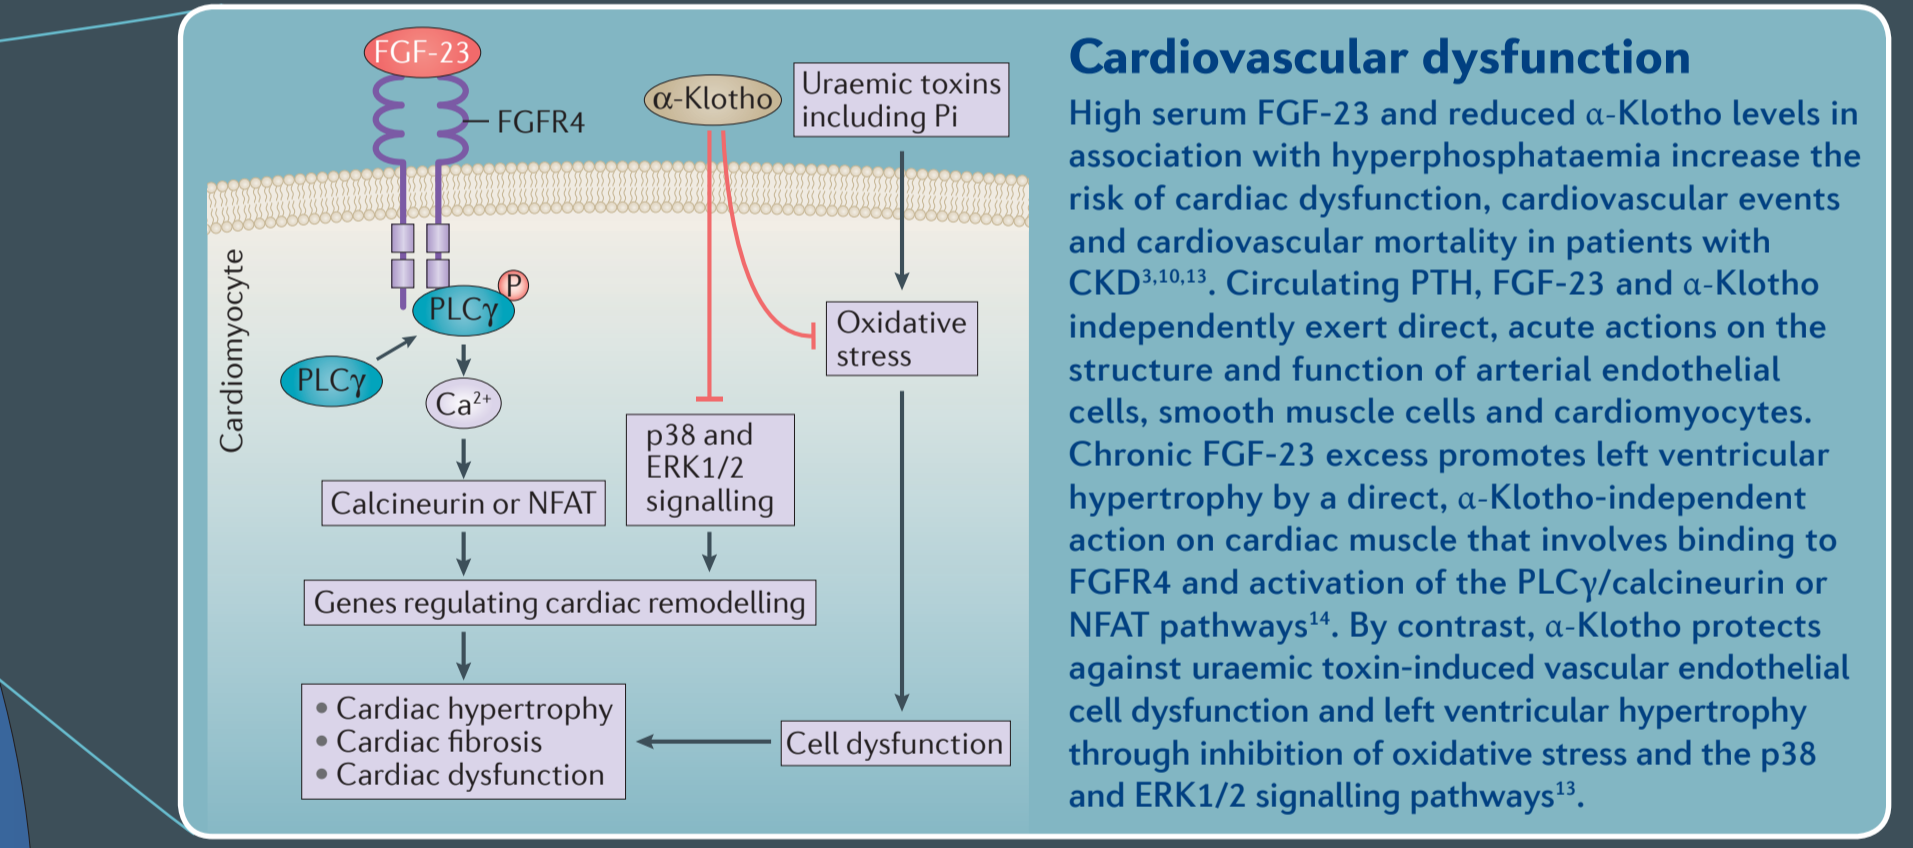 FGF-23
FGFR4
α-Klotho
Uraemic toxins
including Pi
Cardiomyocyte
P
PLCγ
PLCγ
Ca²⁺
Oxidative
stress
p38 and
ERK1/2
signalling
Calcineurin or NFAT
Genes regulating cardiac remodelling
• Cardiac hypertrophy
• Cardiac fibrosis
• Cardiac dysfunction
Cell dysfunction
Cardiovascular dysfunction
High serum FGF-23 and reduced α-Klotho levels in
association with hyperphosphataemia increase the
risk of cardiac dysfunction, cardiovascular events
and cardiovascular mortality in patients with
CKD³,¹⁰,¹³. Circulating PTH, FGF-23 and α-Klotho
independently exert direct, acute actions on the
structure and function of arterial endothelial
cells, smooth muscle cells and cardiomyocytes.
Chronic FGF-23 excess promotes left ventricular
hypertrophy by a direct, α-Klotho-independent
action on cardiac muscle that involves binding to
FGFR4 and activation of the PLCγ/calcineurin or
NFAT pathways¹⁴. By contrast, α-Klotho protects
against uraemic toxin-induced vascular endothelial
cell dysfunction and left ventricular hypertrophy
through inhibition of oxidative stress and the p38
and ERK1/2 signalling pathways¹³.